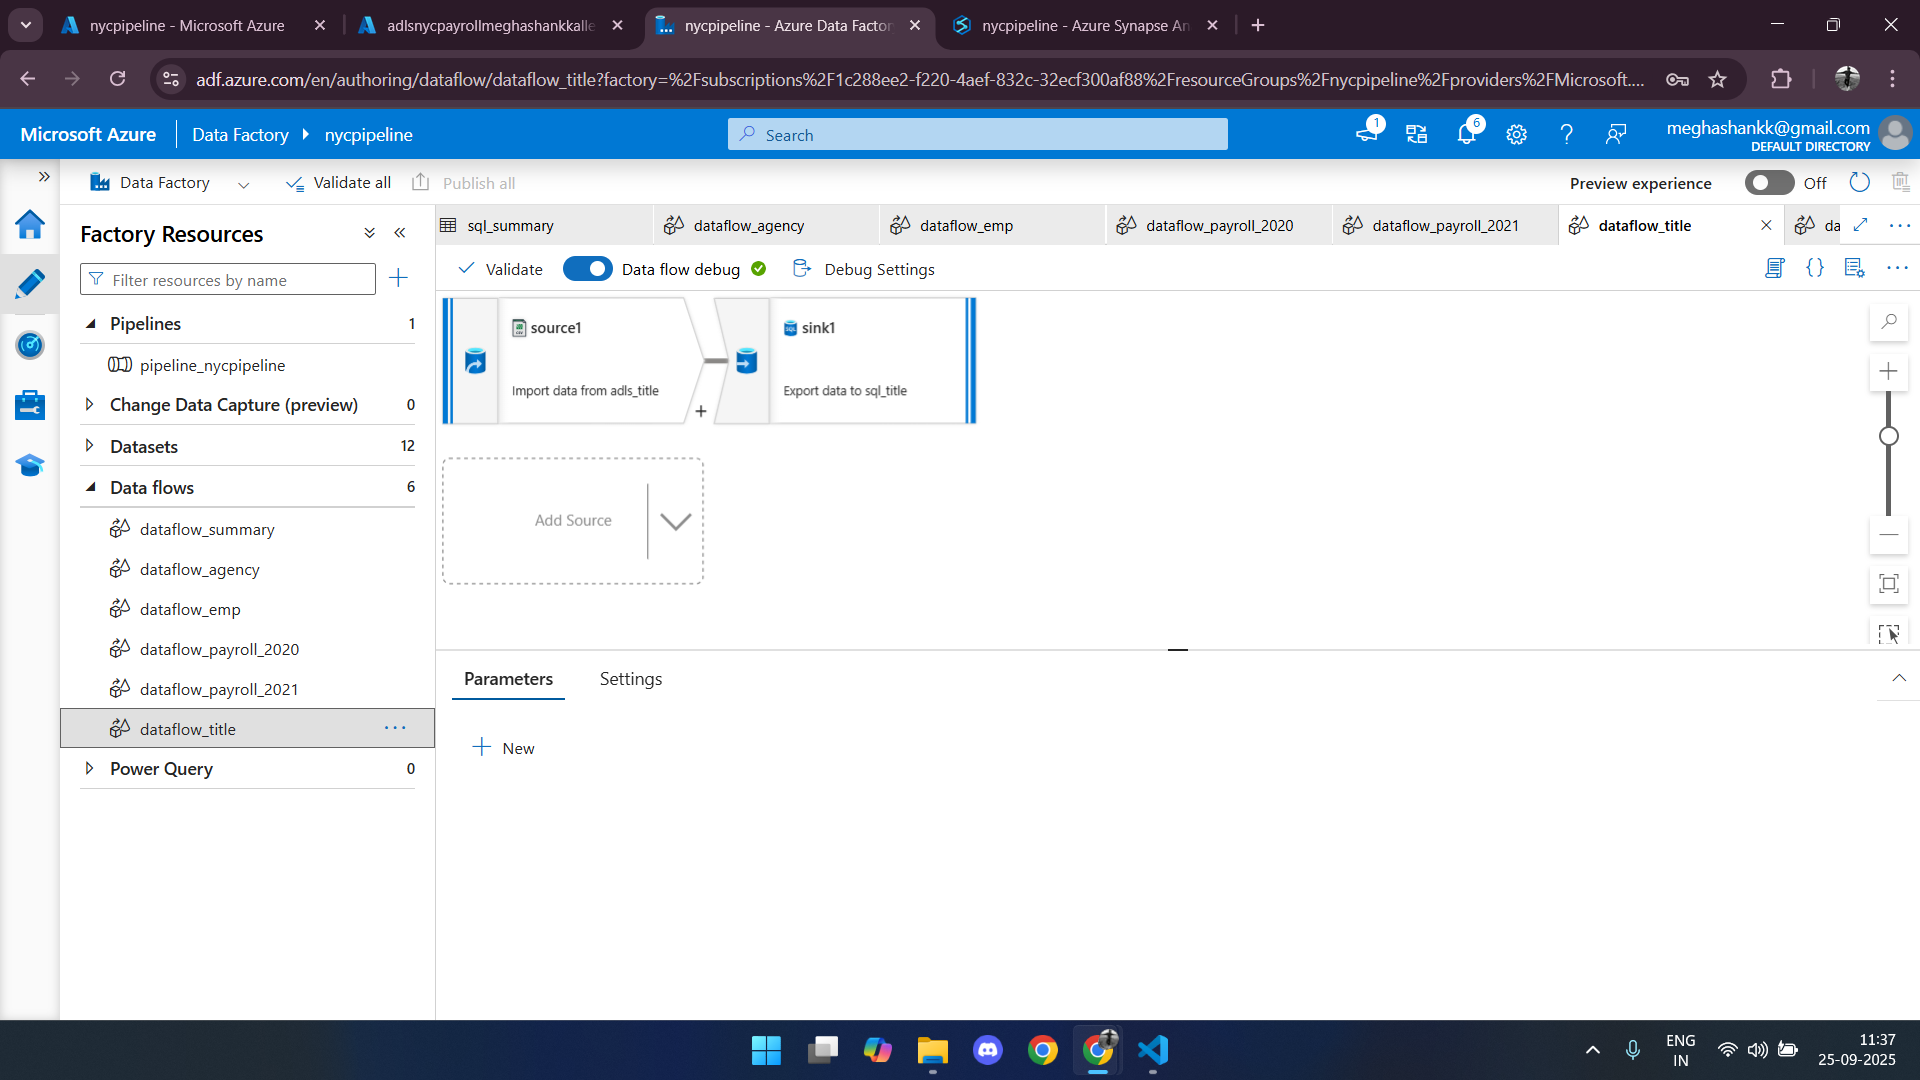 nycpipeline - Microsoft Azure
adlsnycpayrollmeghashankkalle
nycpipeline - Azure Data Factor
nycpipeline - Azure Synapse An
adf.azure.com/en/authoring/dataflow/dataflow_title?factory=%2Fsubscriptions%2F1c288ee2-f220-4aef-832c-32ecf300af88%2FresourceGroups%2Fnycpipeline%2Fproviders%2FMicrosoft....
Microsoft Azure
Data Factory
nycpipeline
Search
1
6
meghashankk@gmail.com
DEFAULT DIRECTORY
Data Factory
Validate all
Publish all
Preview experience
Off
Factory Resources
Filter resources by name
Pipelines 1
pipeline_nycpipeline
Change Data Capture (preview) 0
Datasets 12
Data flows 6
dataflow_summary
dataflow_agency
dataflow_emp
dataflow_payroll_2020
dataflow_payroll_2021
dataflow_title
Power Query 0
sql_summary
dataflow_agency
dataflow_emp
dataflow_payroll_2020
dataflow_payroll_2021
dataflow_title
da
Validate
Data flow debug
Debug Settings
source1
Import data from adls_title
sink1
Export data to sql_title
Add Source
Parameters
Settings
New
ENG
IN
11:37
25-09-2025